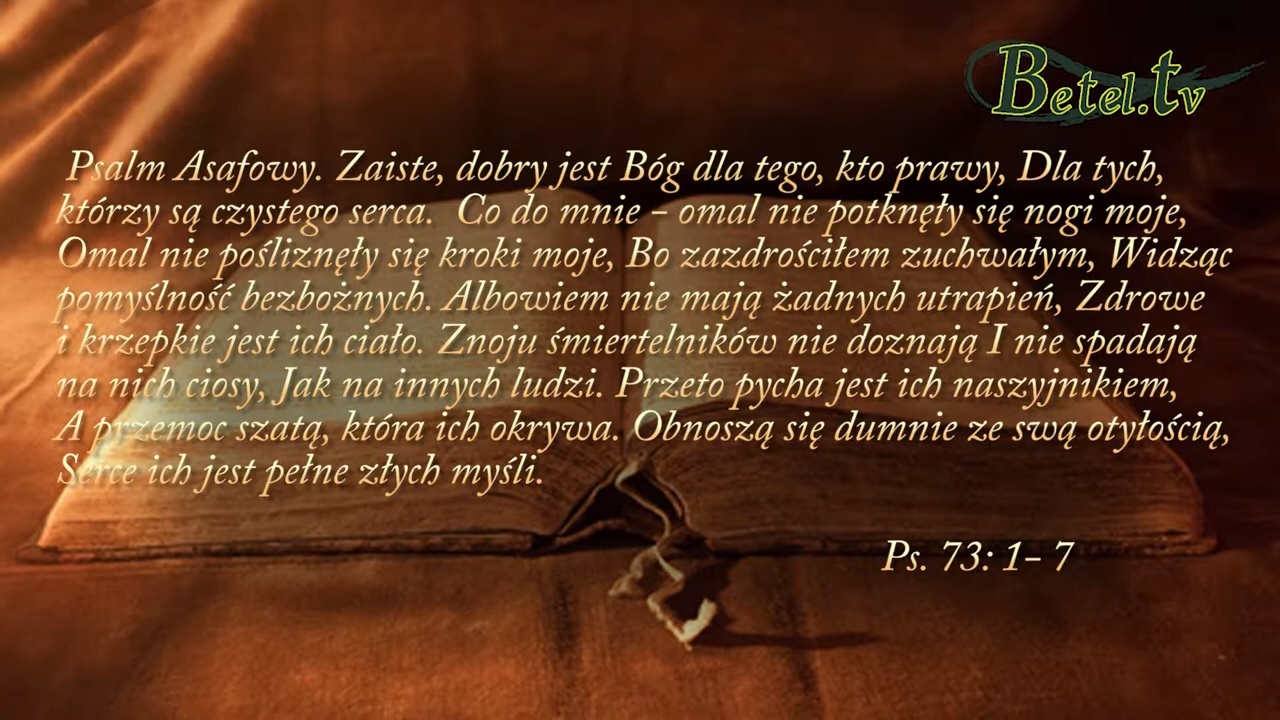 Betel.tv
Psalm Asafowy. Zaiste, dobry jest Bóg dla tego, kto prawy, Dla tych,
którzy są czystego serca. Co do mnie – omal nie potknęły się nogi moje,
Omal nie pośliznęły się kroki moje, Bo zazdrościłem zuchwałym, Widząc
pomyślność bezbożnych. Albowiem nie mają żadnych utrapień, Zdrowe
i krzepkie jest ich ciało. Znoju śmiertelników nie doznają I nie spadają
na nich ciosy, Jak na innych ludzi. Przeto pycha jest ich naszyjnikiem,
A przemoc szatą, która ich okrywa. Obnoszą się dumnie ze swą otyłością,
Serce ich jest pełne złych myśli.
Ps. 73: 1– 7